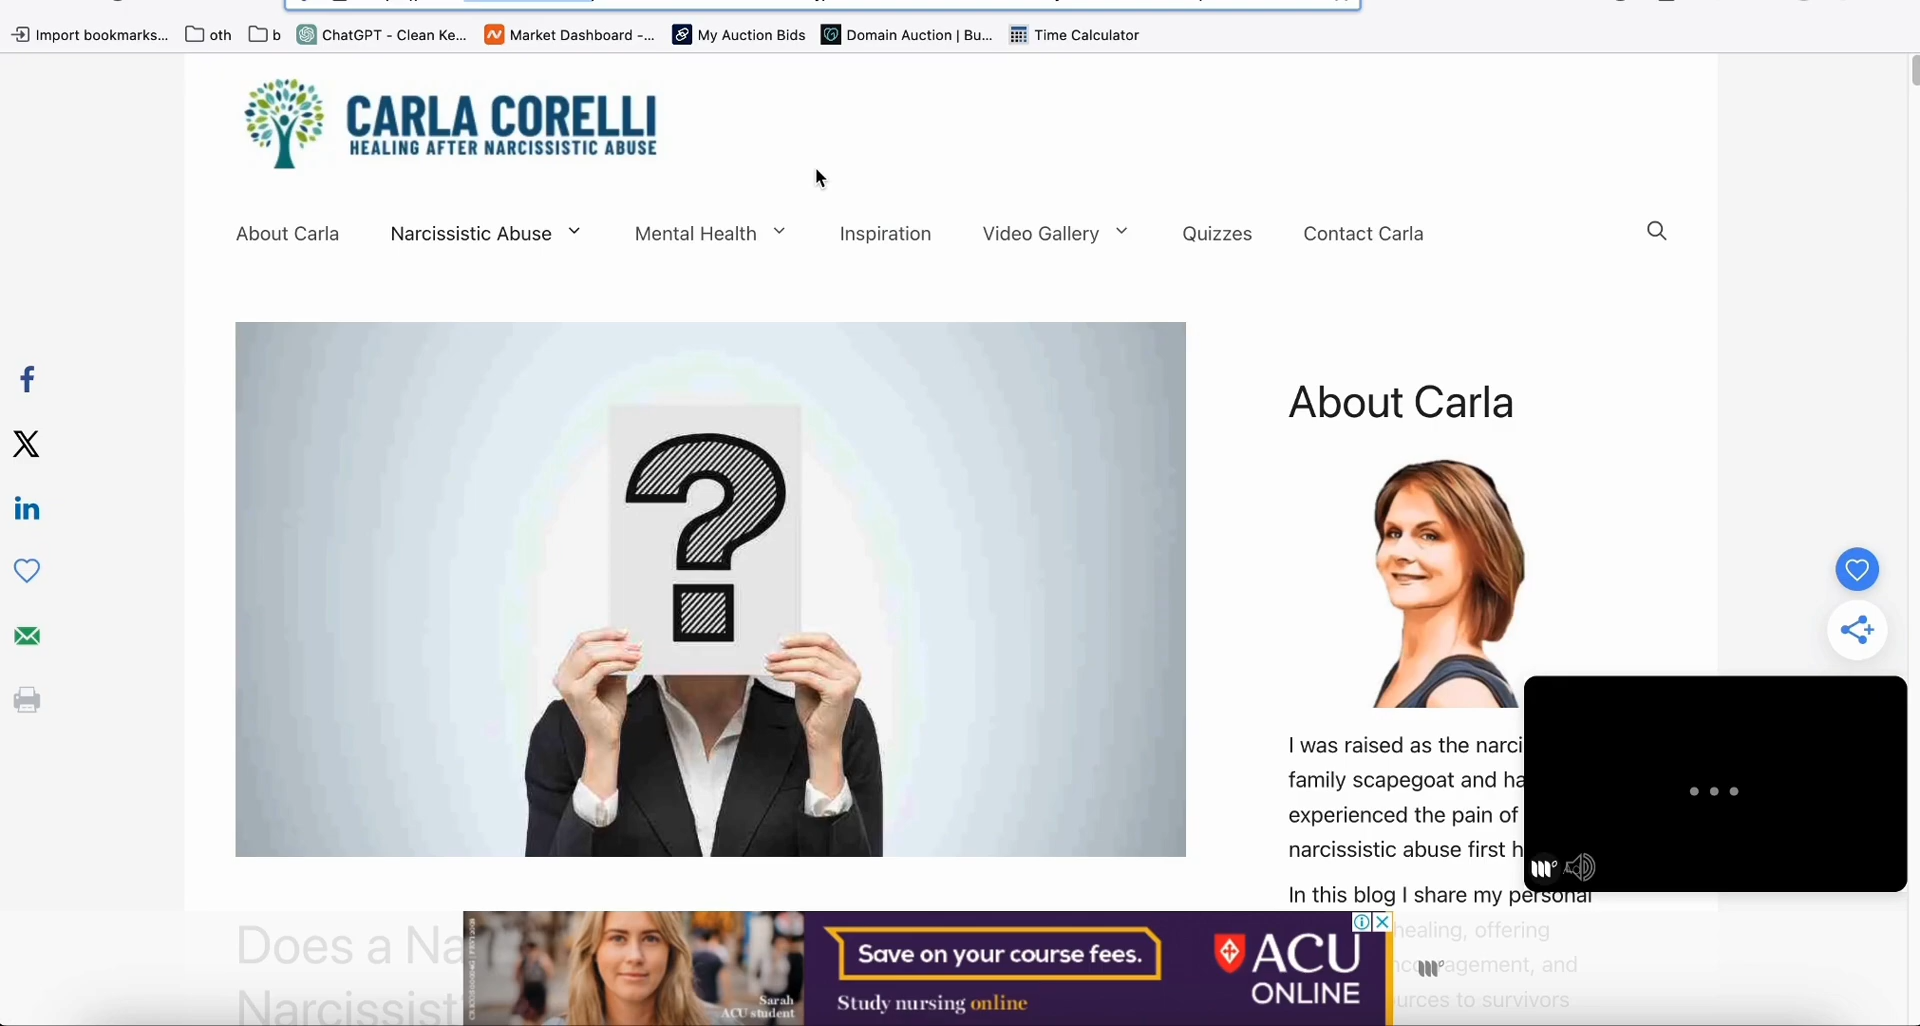 Import bookmarks... oth b ChatGPT - Clean Ke... Market Dashboard -... My Auction Bids Domain Auction | Bu... Time Calculator
CARLA CORELLI
HEALING AFTER NARCISSISTIC ABUSE
About Carla Narcissistic Abuse Mental Health Inspiration Video Gallery Quizzes Contact Carla
?
About Carla
I was raised as the narci
family scapegoat and ha
experienced the pain of
narcissistic abuse first h
In this blog I share my personal
healing, offering
agement, and
urces to survivors
Does a Na
Narcissist
Sarah
ACU student
Save on your course fees.
Study nursing online
ACU
ONLINE